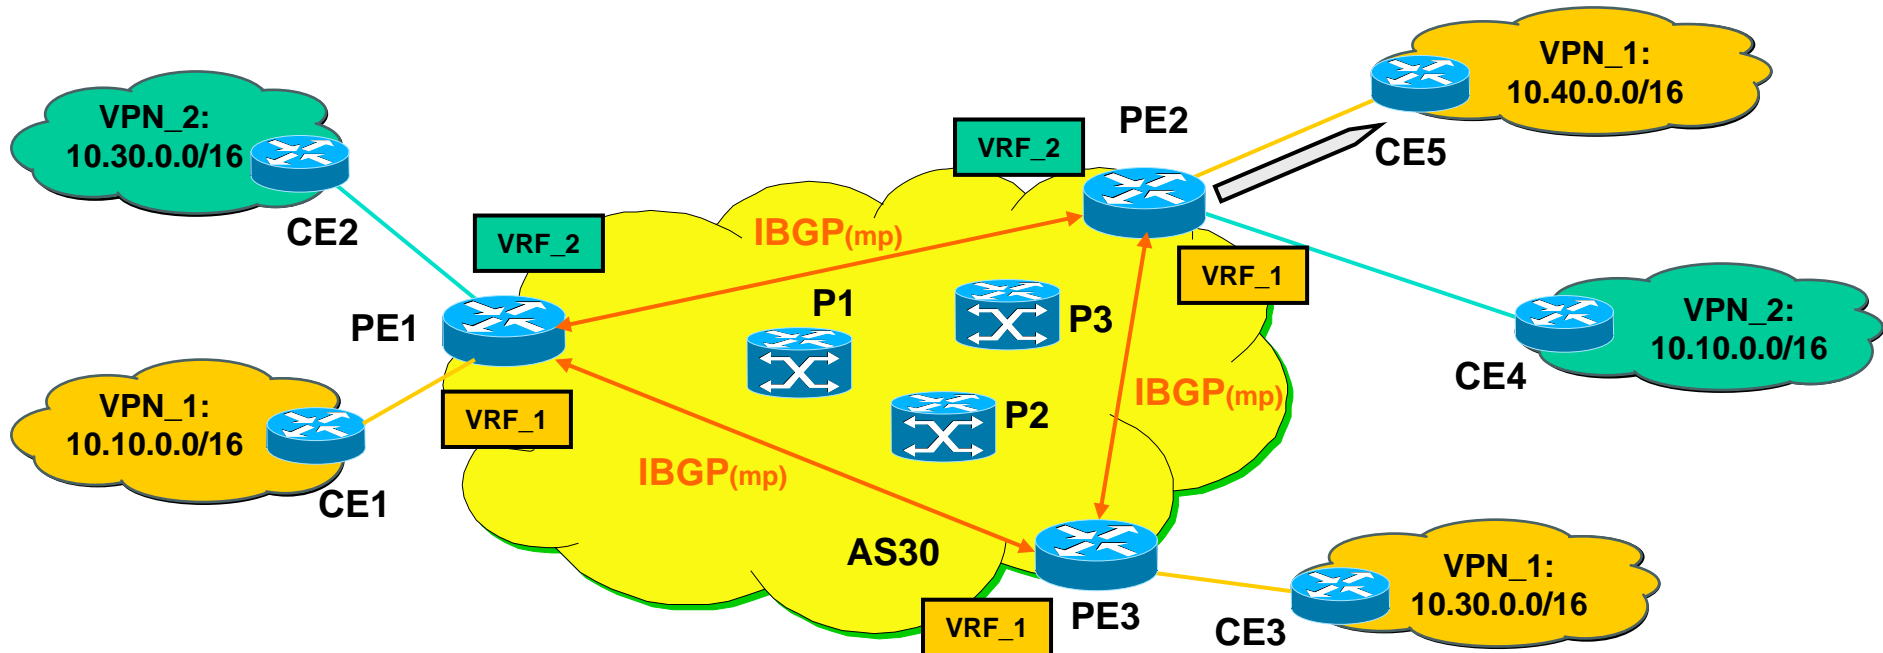 VPN_1:
10.40.0.0/16
CE5
PE2
VRF_2
VPN_2:
10.30.0.0/16
CE2
VRF_2
IBGP(mp)
VRF_1
P1
P3
PE1
VPN_2:
10.10.0.0/16
CE4
VPN_1:
10.10.0.0/16
CE1
VRF_1
P2
IBGP(mp)
IBGP(mp)
AS30
VPN_1:
10.30.0.0/16
CE3
PE3
VRF_1